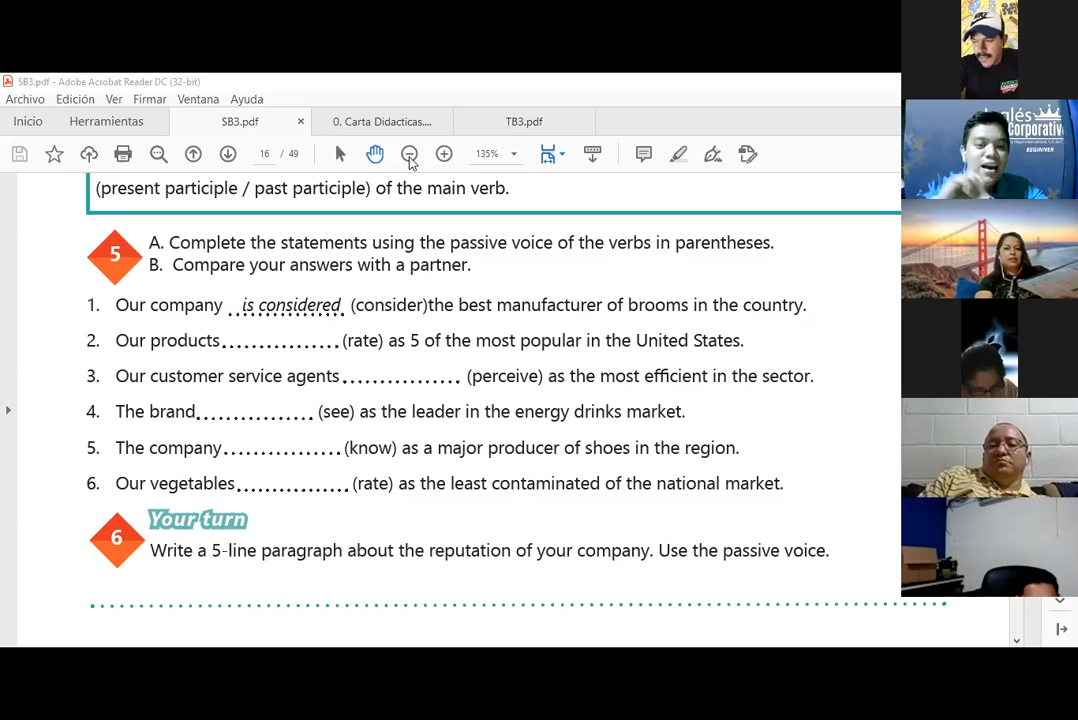 SB3.pdf - Adobe Acrobat Reader DC (32-bit)
Archivo Edición Ver Firmar Ventana Ayuda
Inicio Herramientas SB3.pdf × 0. Carta Didacticas.... TB3.pdf
16 / 49 135%
(present participle / past participle) of the main verb.
5
A. Complete the statements using the passive voice of the verbs in parentheses.
B. Compare your answers with a partner.
1. Our company is considered (consider)the best manufacturer of brooms in the country.
2. Our products................ (rate) as 5 of the most popular in the United States.
3. Our customer service agents................ (perceive) as the most efficient in the sector.
4. The brand................ (see) as the leader in the energy drinks market.
5. The company................ (know) as a major producer of shoes in the region.
6. Our vegetables................ (rate) as the least contaminated of the national market.
Your turn
6
Write a 5-line paragraph about the reputation of your company. Use the passive voice.
Corporativ
BEGINNER